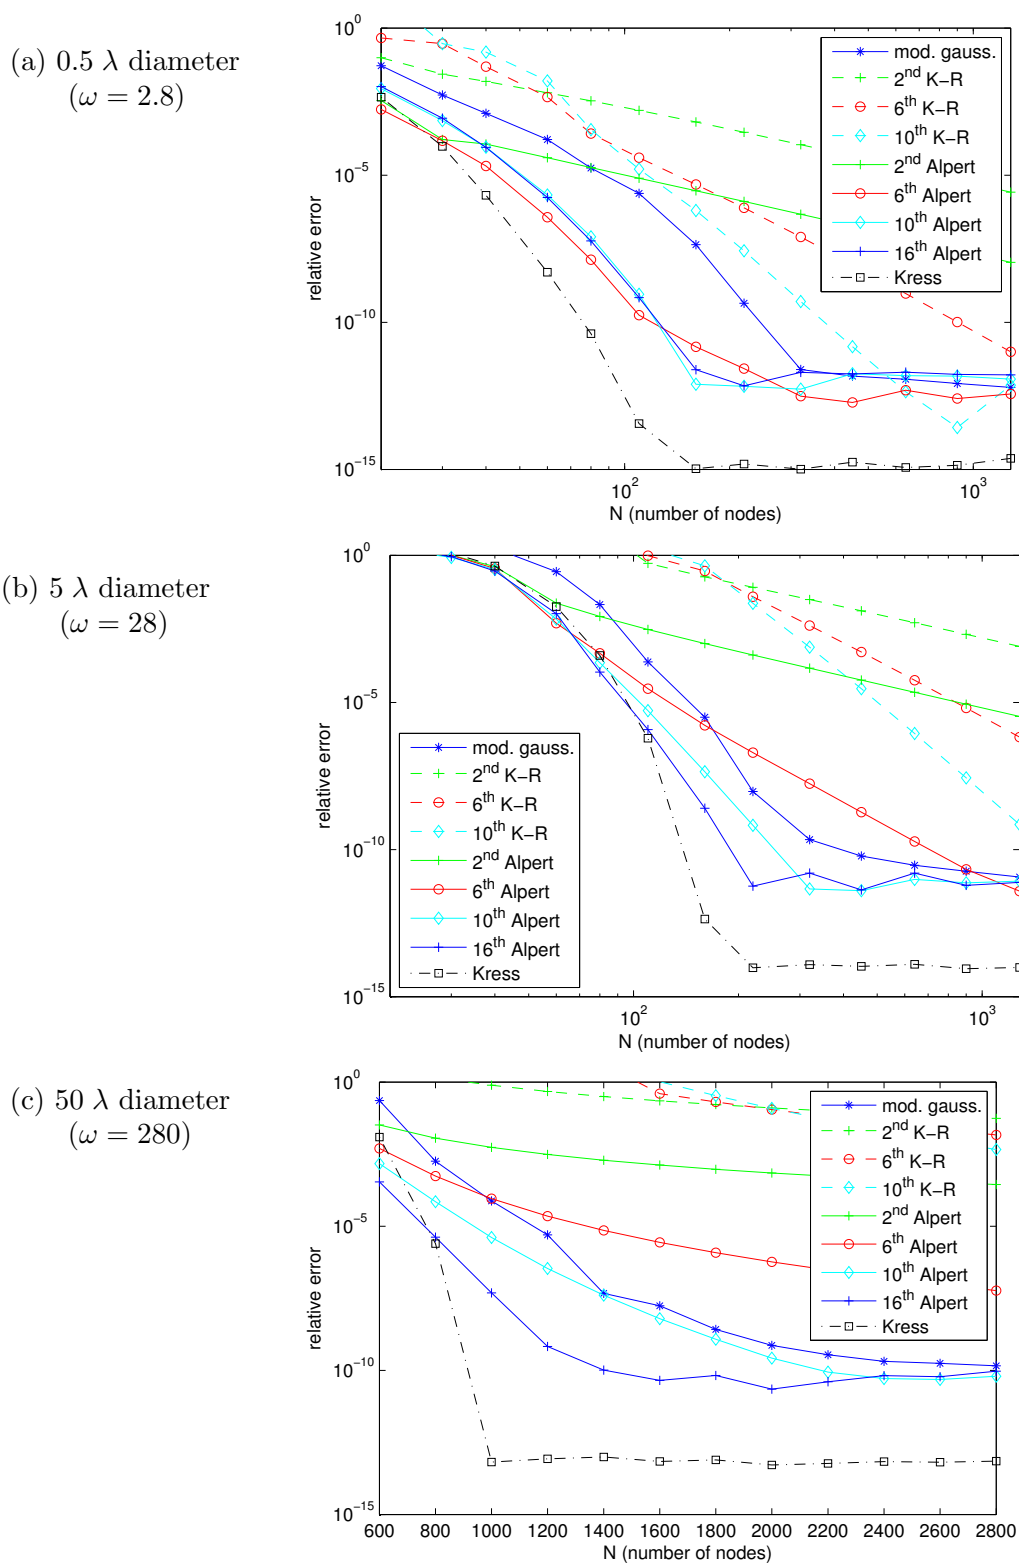 (a) 0.5 λ diameter
(ω = 2.8)
10^0
10^−5
10^−10
10^−15
relative error
10^2
10^3
N (number of nodes)
mod. gauss.
2^nd K−R
6^th K−R
10^th K−R
2^nd Alpert
6^th Alpert
10^th Alpert
16^th Alpert
Kress
(b) 5 λ diameter
(ω = 28)
10^0
10^−5
10^−10
10^−15
relative error
10^2
10^3
N (number of nodes)
mod. gauss.
2^nd K−R
6^th K−R
10^th K−R
2^nd Alpert
6^th Alpert
10^th Alpert
16^th Alpert
Kress
(c) 50 λ diameter
(ω = 280)
10^0
10^−5
10^−10
10^−15
relative error
600 800 1000 1200 1400 1600 1800 2000 2200 2400 2600 2800
N (number of nodes)
mod. gauss.
2^nd K−R
6^th K−R
10^th K−R
2^nd Alpert
6^th Alpert
10^th Alpert
16^th Alpert
Kress